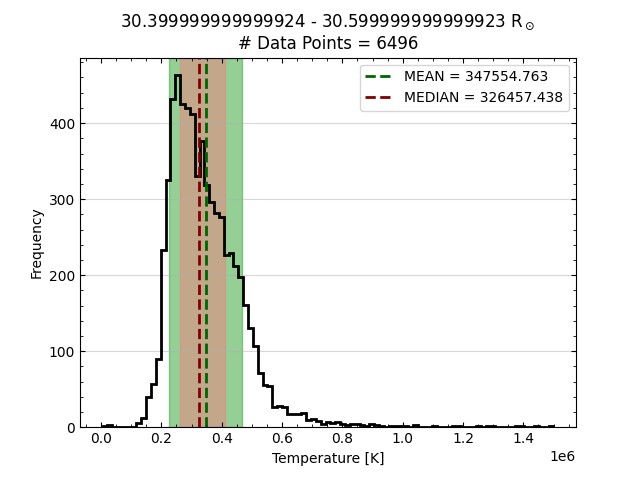 30.399999999999924 - 30.599999999999923 R⊙
# Data Points = 6496
MEAN = 347554.763
MEDIAN = 326457.438
Frequency
400
300
200
100
0
0.0 0.2 0.4 0.6 0.8 1.0 1.2 1.4
1e6
Temperature [K]